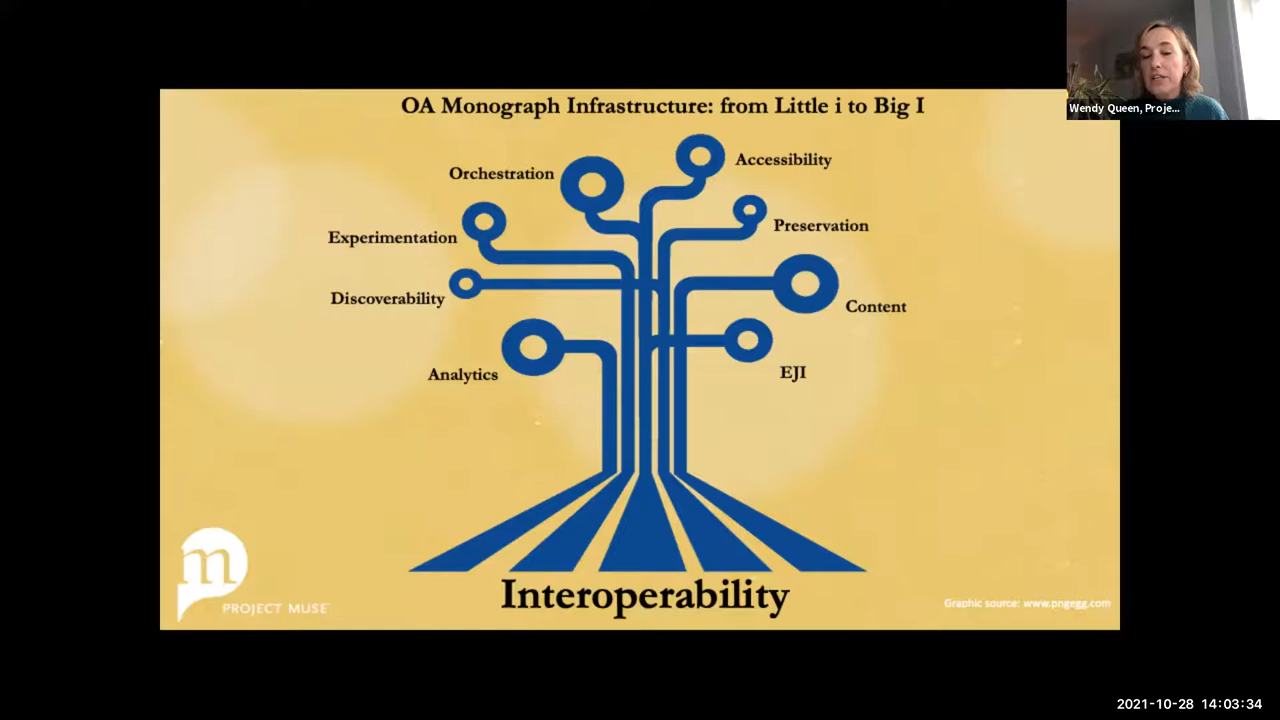 OA Monograph Infrastructure: from Little i to Big I
Orchestration
Accessibility
Experimentation
Preservation
Discoverability
Content
Analytics
EJI
Interoperability
m
PROJECT MUSE
Graphic source: www.pngegg.com
Wendy Queen, Proje...
2021-10-28 14:03:34